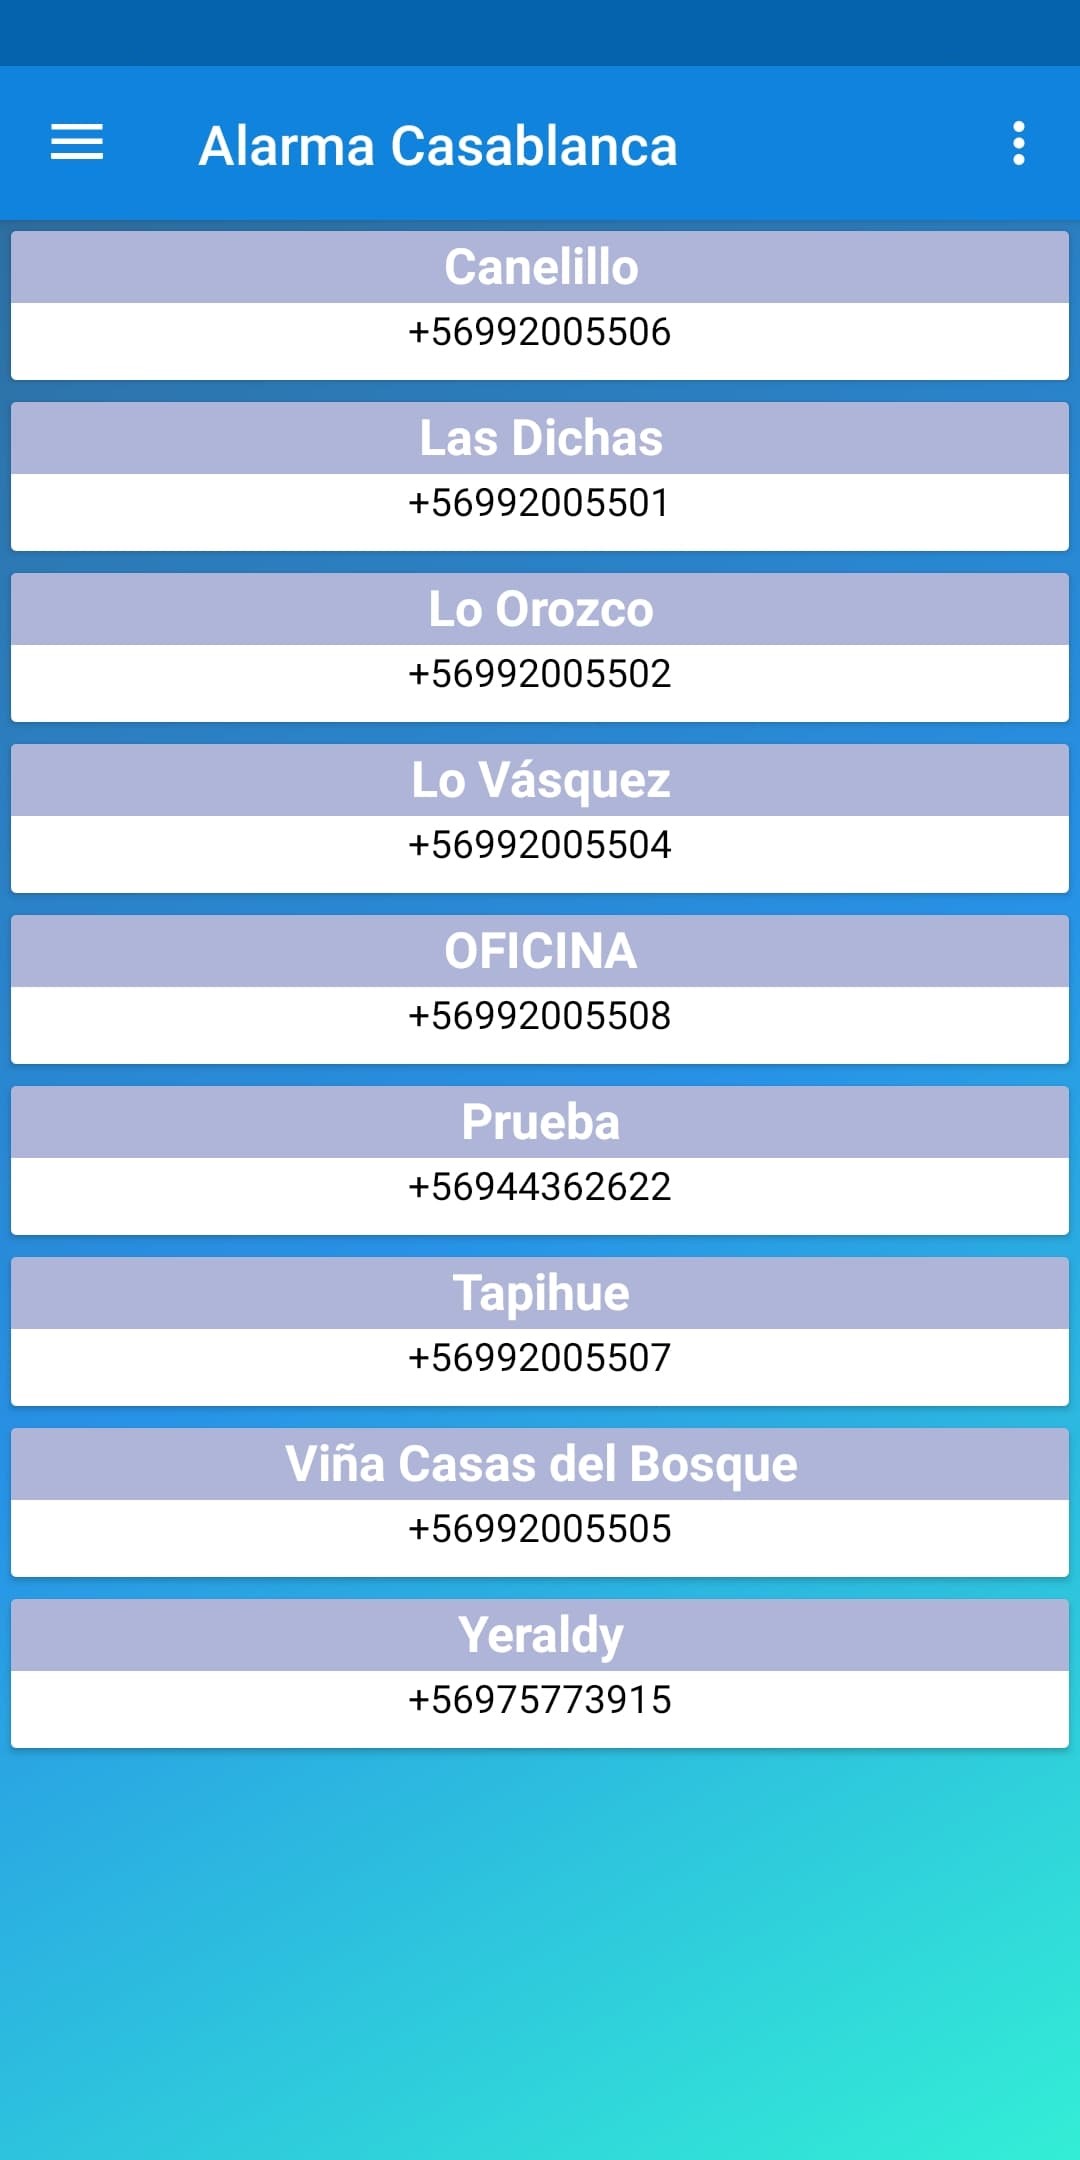 Alarma Casablanca
Canelillo
+56992005506
Las Dichas
+56992005501
Lo Orozco
+56992005502
Lo Vásquez
+56992005504
OFICINA
+56992005508
Prueba
+56944362622
Tapihue
+56992005507
Viña Casas del Bosque
+56992005505
Yeraldy
+56975773915